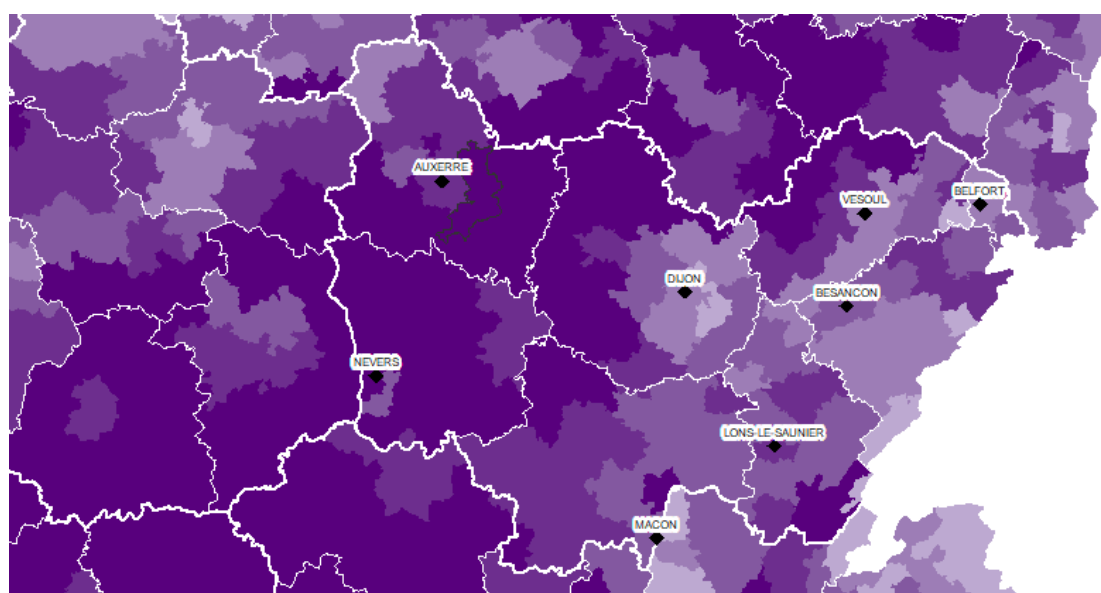 AUXERRE
VESOUL
BELFORT
DIJON
BESANCON
NEVERS
LONS-LE-SAUNIER
MACON